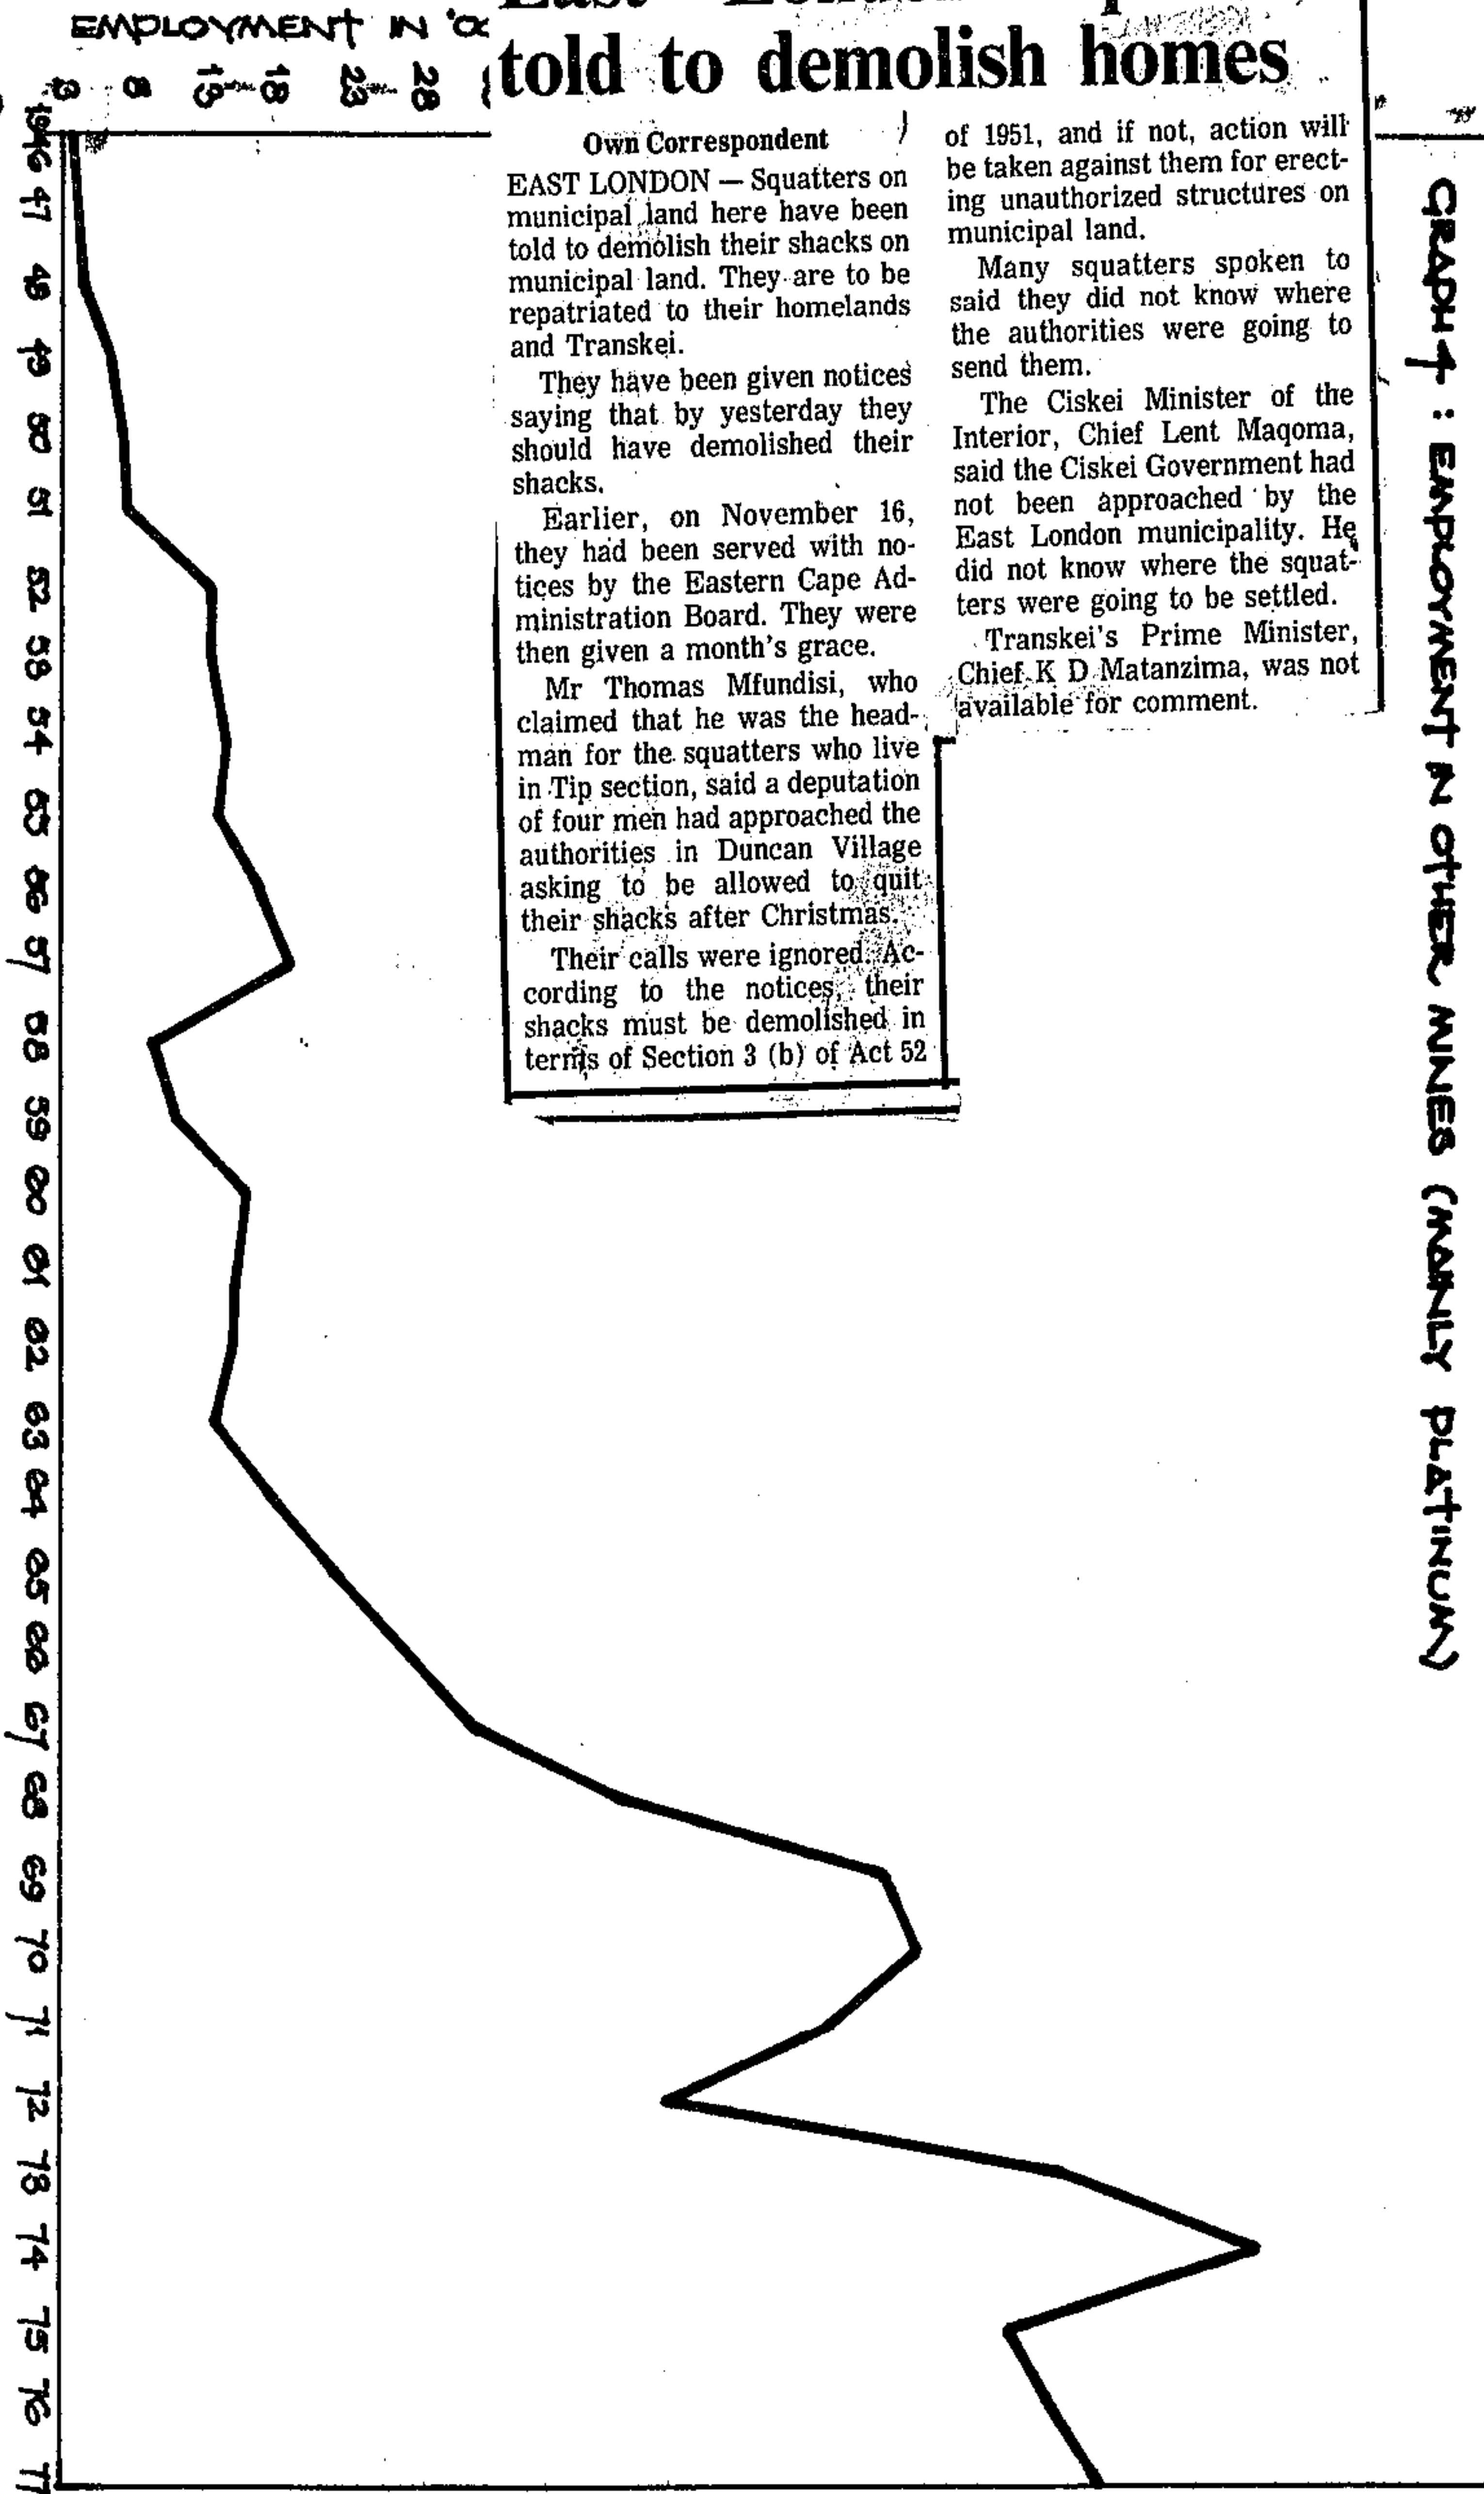 told to demolish homes
Own Correspondent
EAST LONDON — Squatters on
municipal land here have been
told to demolish their shacks on
municipal land. They are to be
repatriated to their homelands
and Transkei.
They have been given notices
saying that by yesterday they
should have demolished their
shacks.
Earlier, on November 16,
they had been served with no-
tices by the Eastern Cape Ad-
ministration Board. They were
then given a month's grace.
Mr Thomas Mfundisi, who
claimed that he was the head-
man for the squatters who live
in Tip section, said a deputation
of four men had approached the
authorities in Duncan Village
asking to be allowed to quit
their shacks after Christmas.
Their calls were ignored. Ac-
cording to the notices, their
shacks must be demolished in
terms of Section 3 (b) of Act 52
of 1951, and if not, action will
be taken against them for erect-
ing unauthorized structures on
municipal land.
Many squatters spoken to
said they did not know where
the authorities were going to
send them.
The Ciskei Minister of the
Interior, Chief Lent Maqoma,
said the Ciskei Government had
not been approached by the
East London municipality. He
did not know where the squat-
ters were going to be settled.
Transkei's Prime Minister,
Chief K D Matanzima, was not
available for comment.
EMPLOYMENT IN
3 8 13 18 23 28
1946 47 48 49 50 51 52 53 54 55 56 57 58 59 60 61 62 63 64 65 66 67 68 69 70 71 72 73 74 75 76 77
GRAPH 7: EMPLOYMENT IN OTHER MINES (MAINLY PLATINUM)